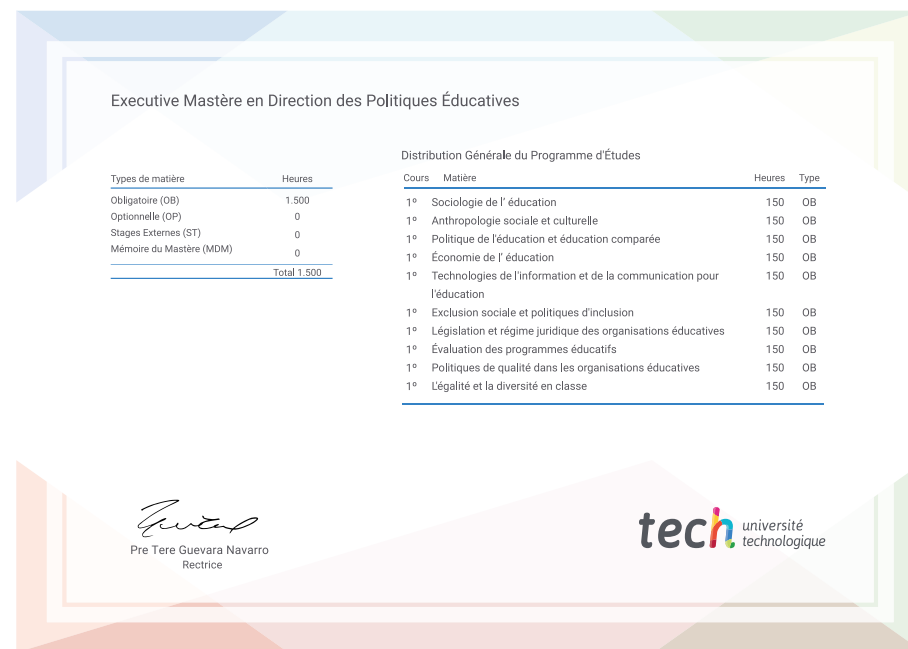 Executive Mastère en Direction des Politiques Éducatives
Types de matière Heures
Obligatoire (OB) 1.500
Optionnelle (OP) 0
Stages Externes (ST) 0
Mémoire du Mastère (MDM) 0
Total 1.500
Distribution Générale du Programme d'Études
Cours Matière Heures Type
1º Sociologie de l’ éducation 150 OB
1º Anthropologie sociale et culturelle 150 OB
1º Politique de l'éducation et éducation comparée 150 OB
1º Économie de l’ éducation 150 OB
1º Technologies de l'information et de la communication pour 150 OB
l'éducation
1º Exclusion sociale et politiques d'inclusion 150 OB
1º Législation et régime juridique des organisations éducatives 150 OB
1º Évaluation des programmes éducatifs 150 OB
1º Politiques de qualité dans les organisations éducatives 150 OB
1º L'égalité et la diversité en classe 150 OB
Pre Tere Guevara Navarro
Rectrice
tech université
technologique